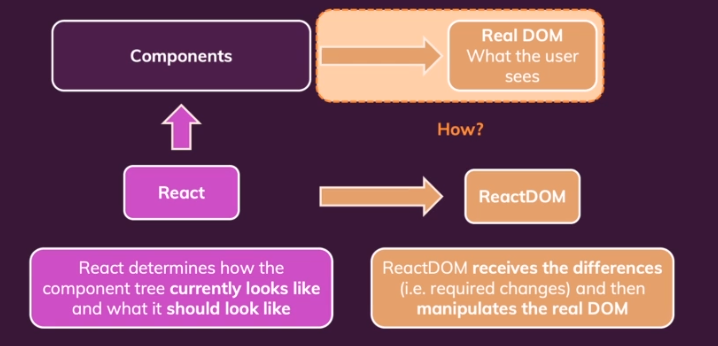 Components
Real DOM
What the user
sees
How?
React
ReactDOM
React determines how the
component tree currently looks like
and what it should look like
ReactDOM receives the differences
(i.e. required changes) and then
manipulates the real DOM